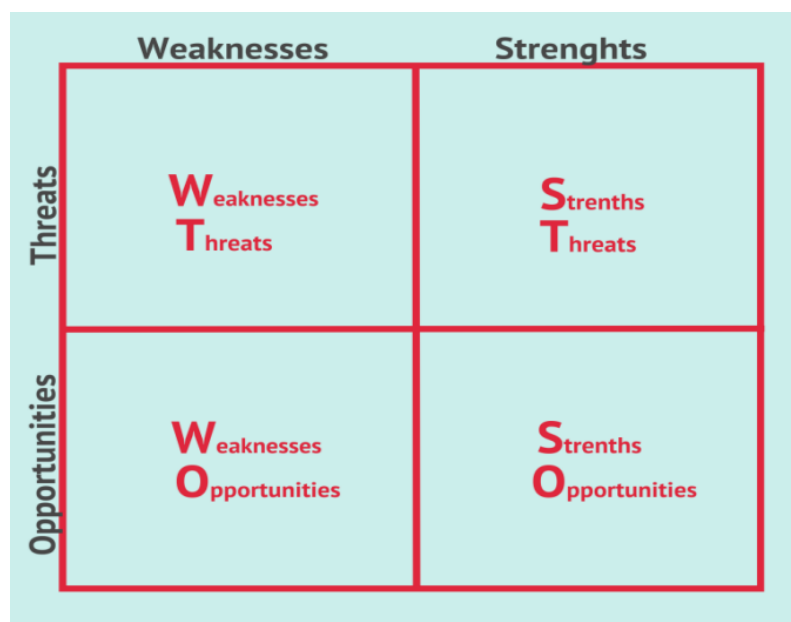 Weaknesses Strenghts
Threats
Weaknesses
Threats
Strenths
Threats
Opportunities
Weaknesses
Opportunities
Strenths
Opportunities